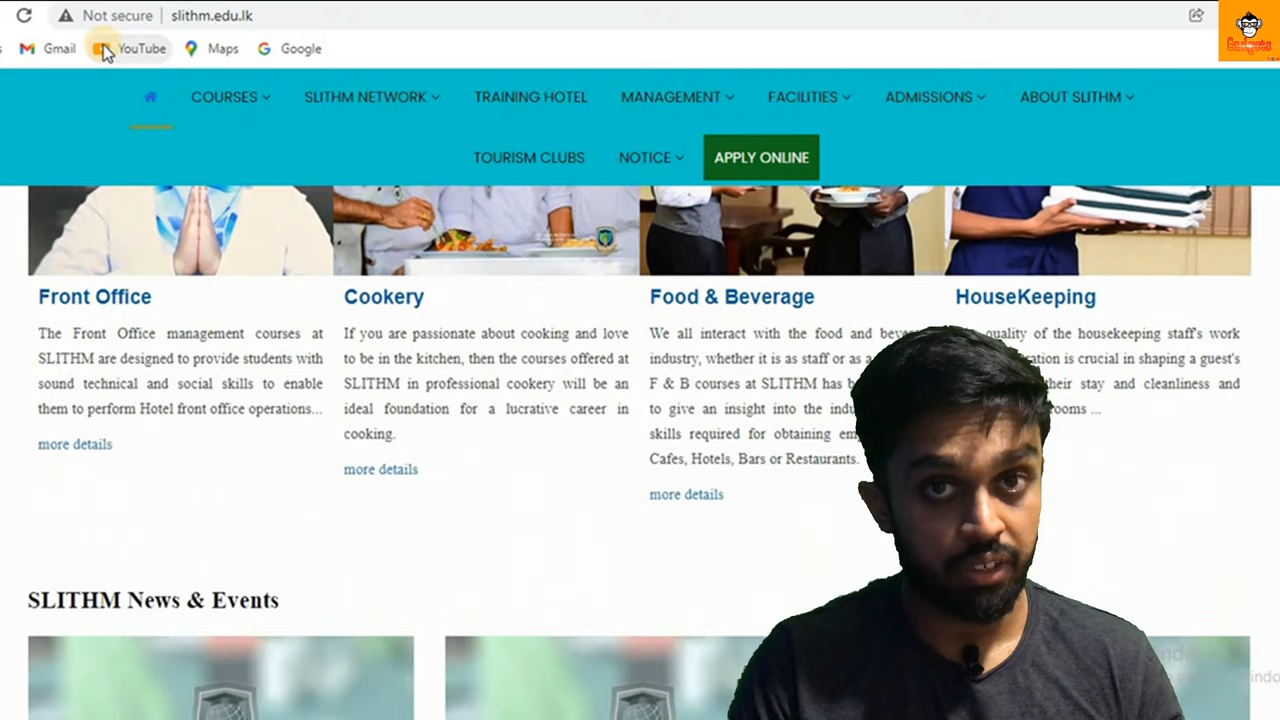 Not secure
slithm.edu.lk
Gmail
YouTube
Maps
Google
COURSES
SLITHM NETWORK
TRAINING HOTEL
MANAGEMENT
FACILITIES
ADMISSIONS
ABOUT SLITHM
TOURISM CLUBS
NOTICE
APPLY ONLINE
Front Office
The Front Office management courses at
SLITHM are designed to provide students with
sound technical and social skills to enable
them to perform Hotel front office operations...
more details
Cookery
If you are passionate about cooking and love
to be in the kitchen, then the courses offered at
SLITHM in professional cookery will be an
ideal foundation for a lucrative career in
cooking.
more details
Food & Beverage
We all interact with the food and
industry, whether it is as staff or as a
F & B courses at SLITHM has
to give an insight into the
skills required for obtaining
Cafes, Hotels, Bars or Restaurants.
more details
HouseKeeping
quality of the housekeeping staff's work
is crucial in shaping a guest's
their stay and cleanliness and
rooms ...
SLITHM News & Events